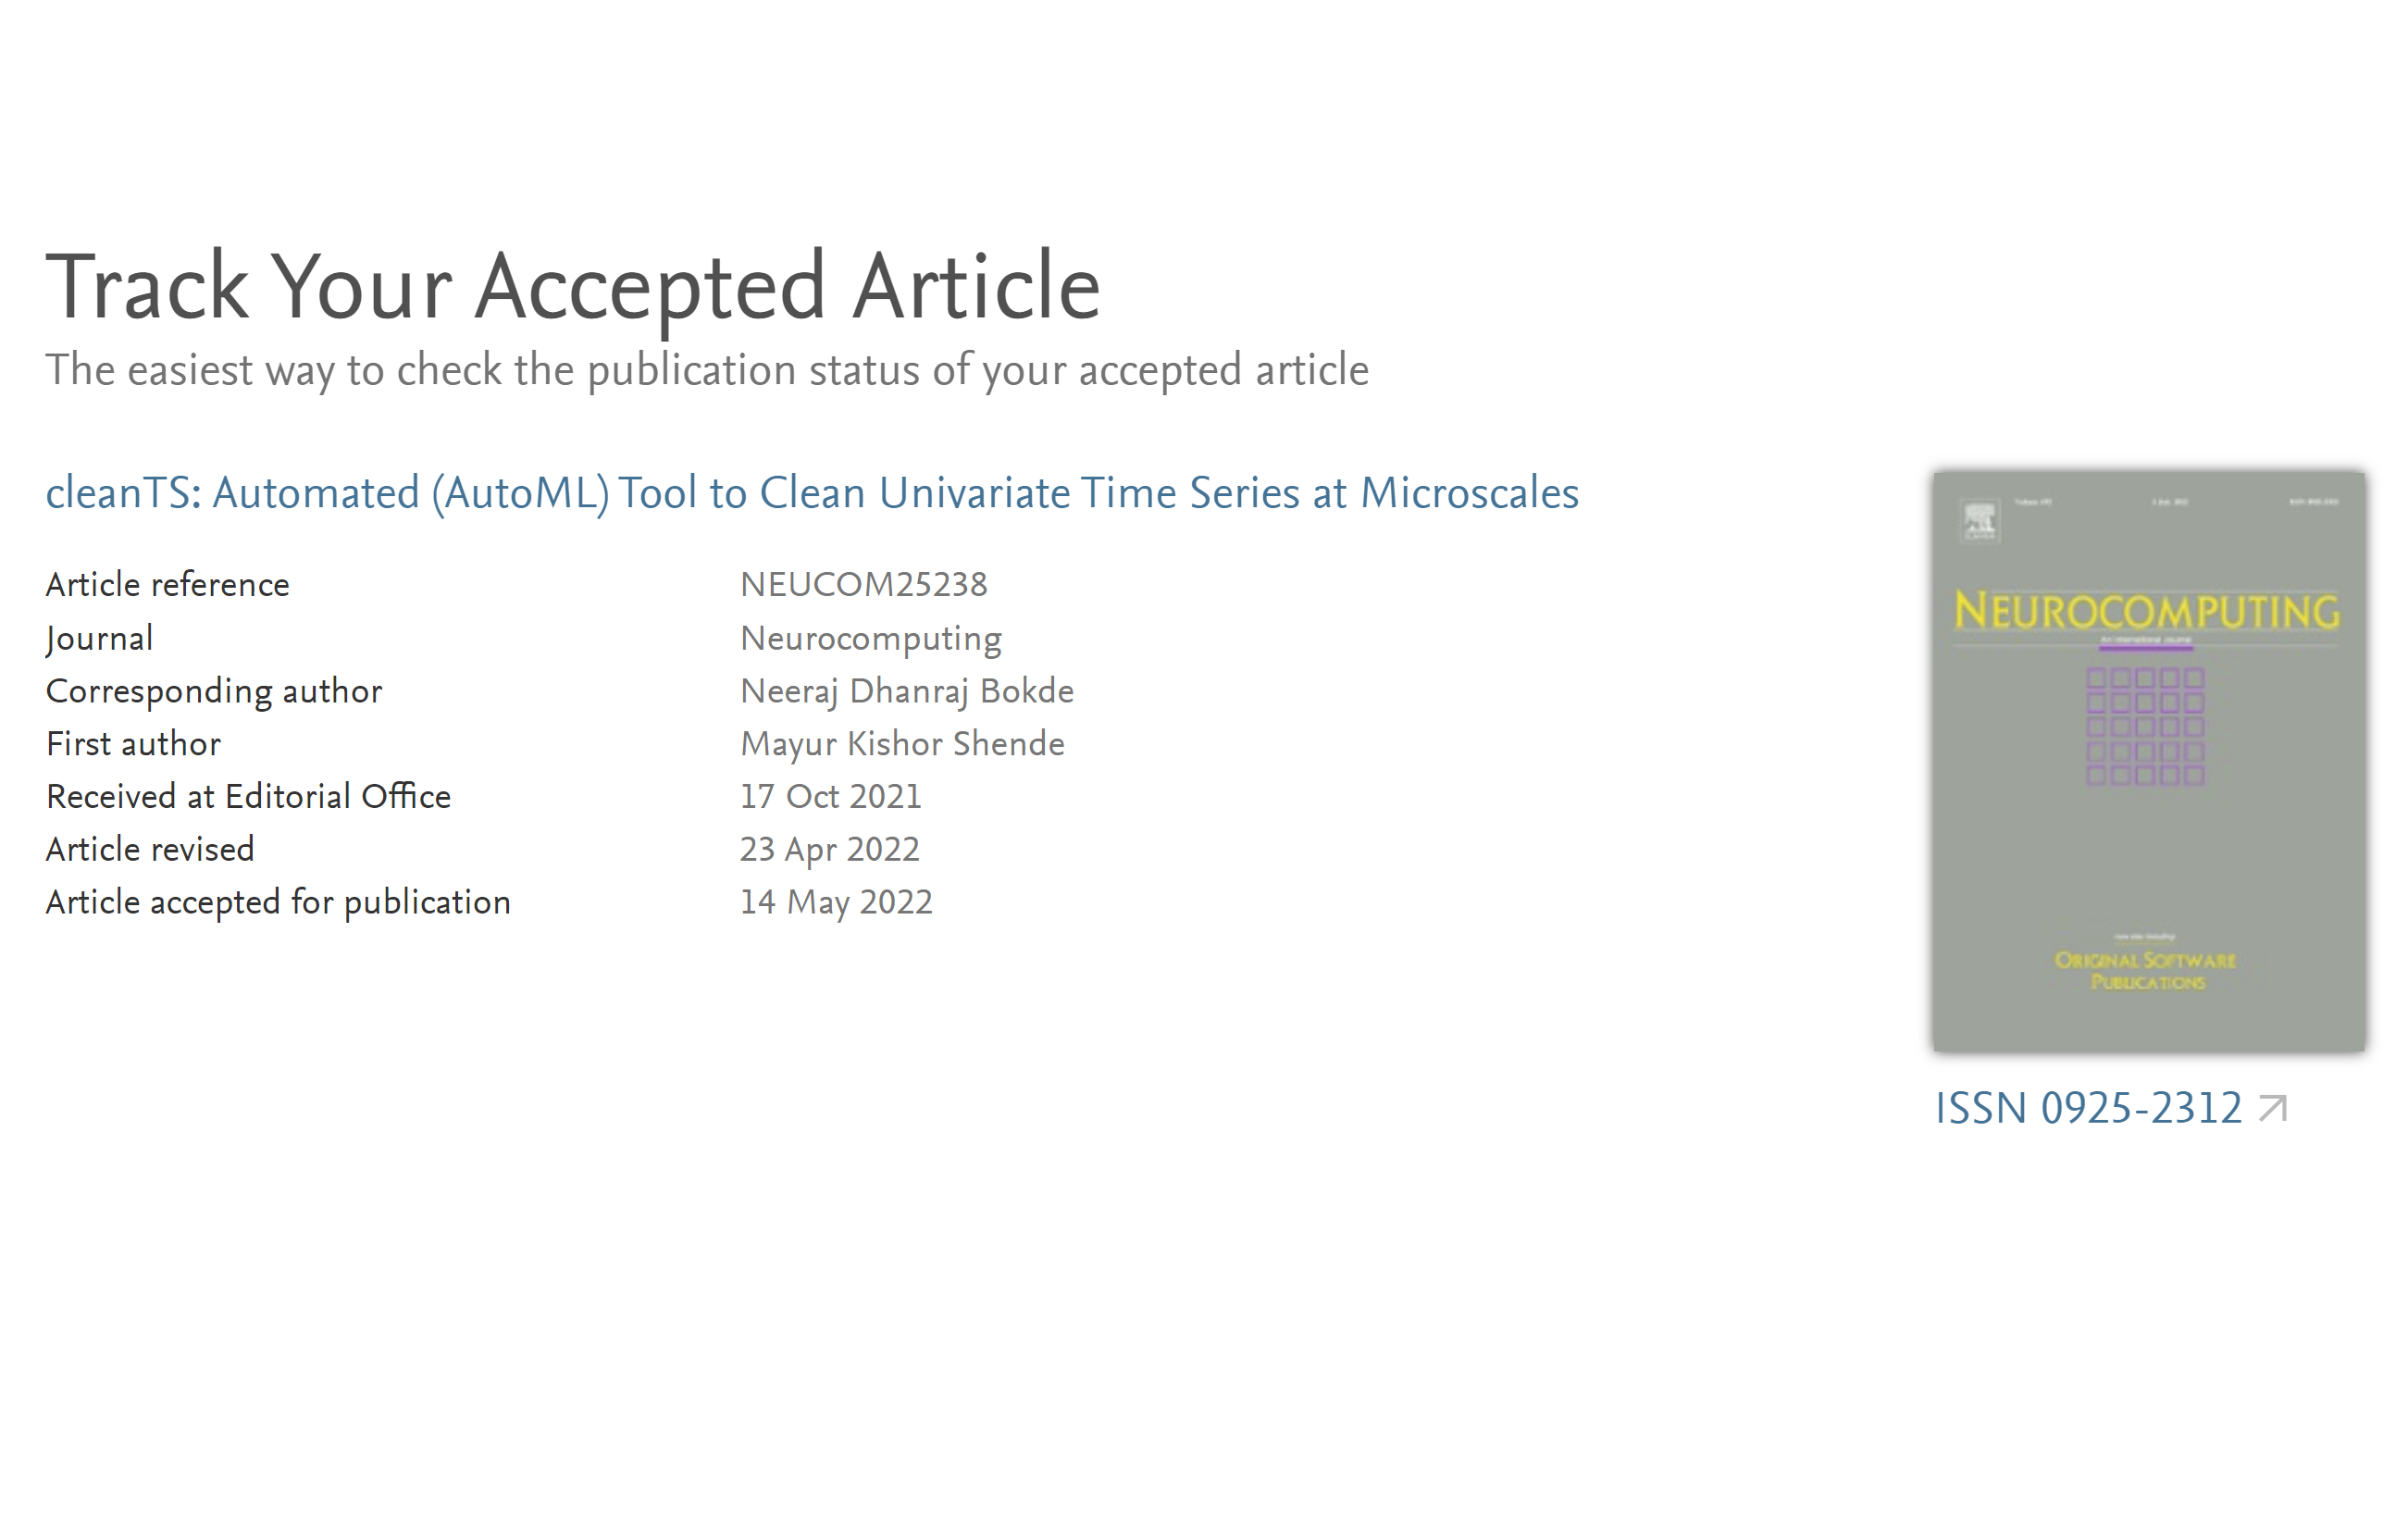 Track Your Accepted Article
The easiest way to check the publication status of your accepted article
cleanTS: Automated (AutoML) Tool to Clean Univariate Time Series at Microscales
Article reference NEUCOM25238
Journal Neurocomputing
Corresponding author Neeraj Dhanraj Bokde
First author Mayur Kishor Shende
Received at Editorial Office 17 Oct 2021
Article revised 23 Apr 2022
Article accepted for publication 14 May 2022
NEUROCOMPUTING
An International Journal
ORIGINAL SOFTWARE
PUBLICATIONS
ISSN 0925-2312